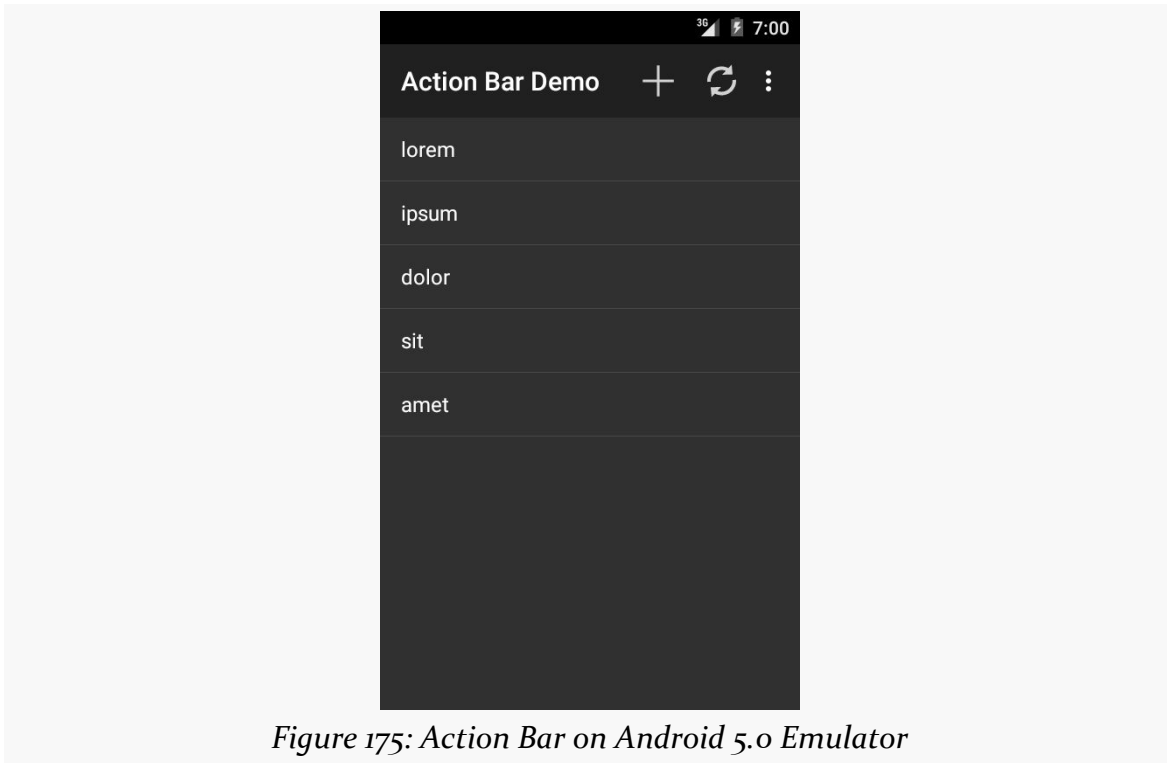 3G 7:00
Action Bar Demo
lorem
ipsum
dolor
sit
amet
Figure 175: Action Bar on Android 5.0 Emulator